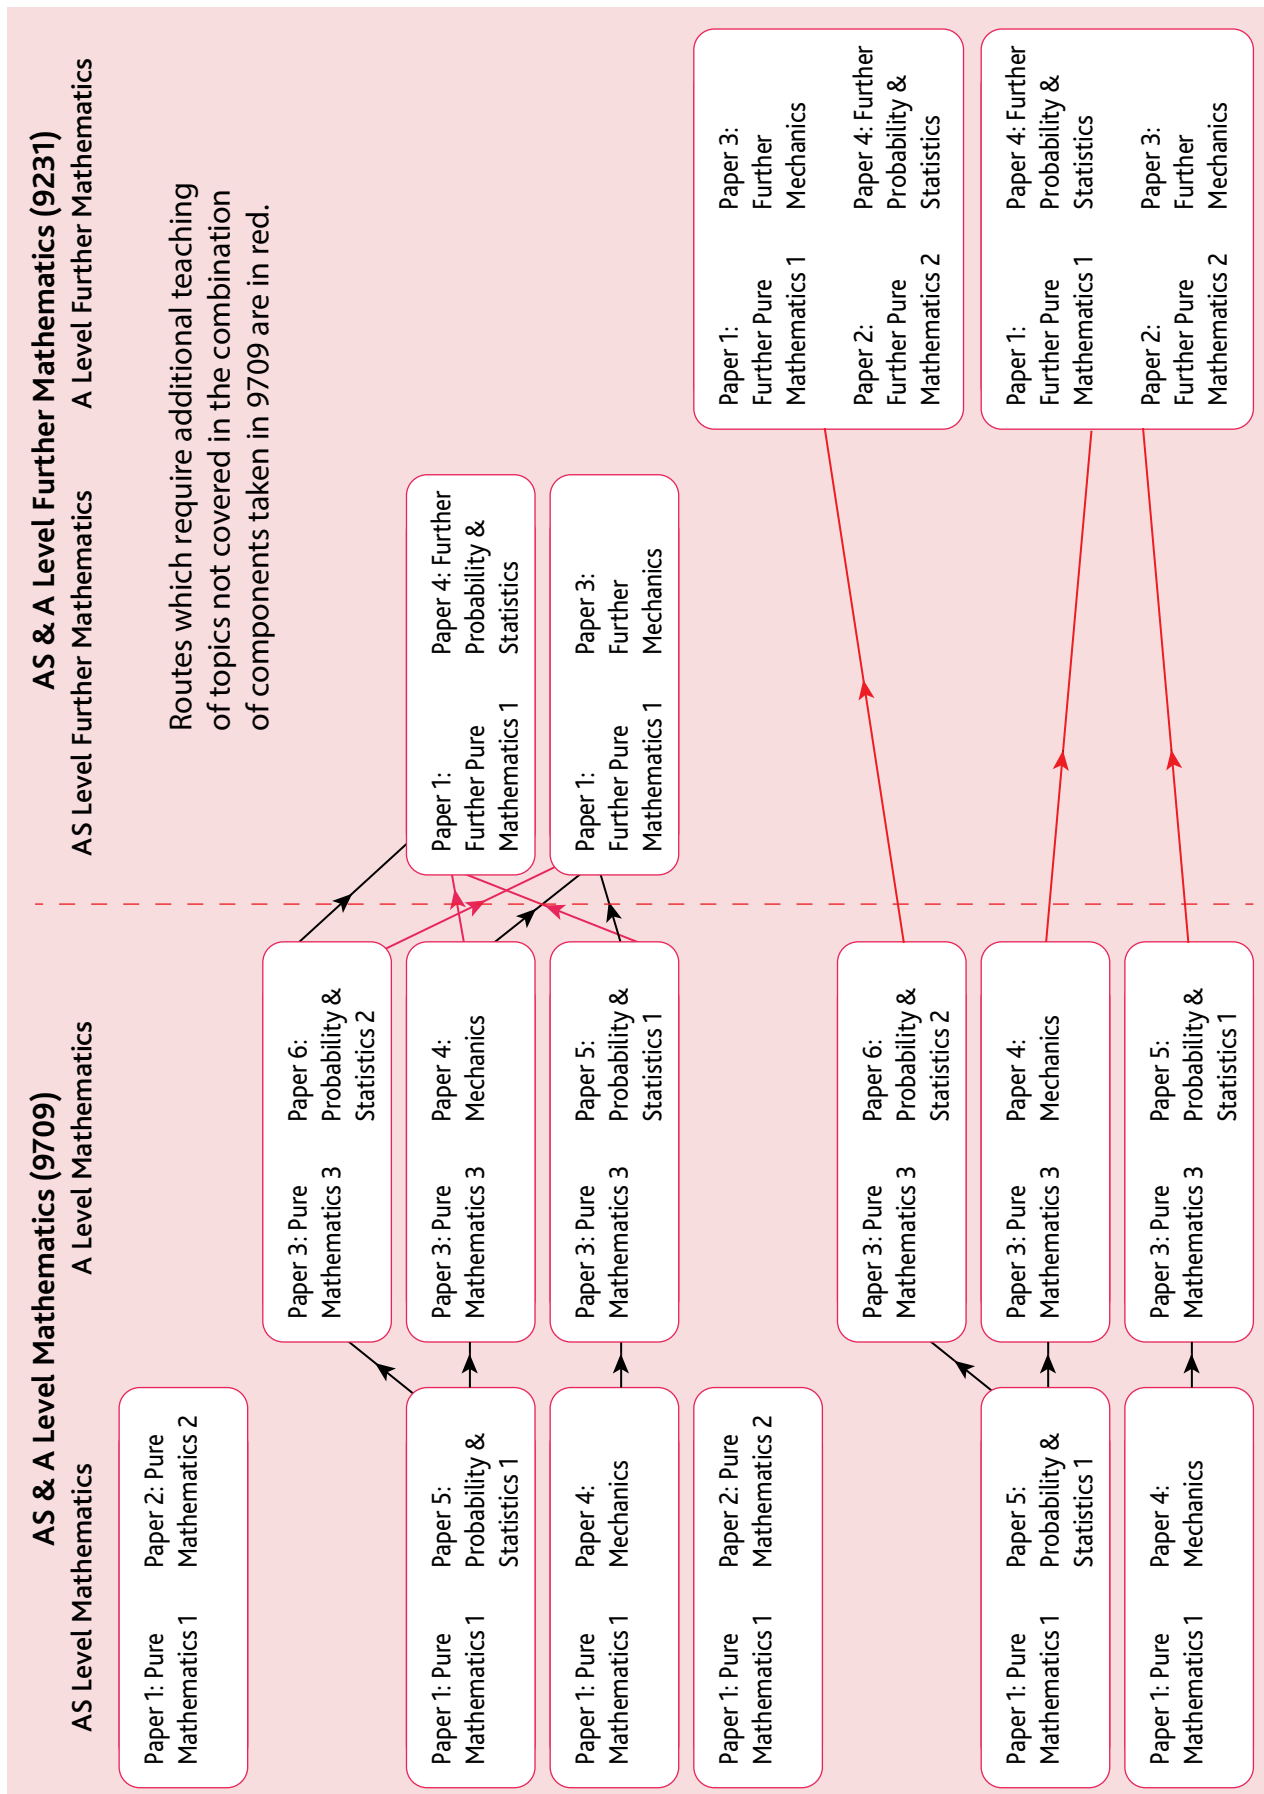 AS & A Level Mathematics (9709)
AS & A Level Further Mathematics (9231)
AS Level Mathematics
A Level Mathematics
AS Level Further Mathematics
A Level Further Mathematics
Routes which require additional teaching
of topics not covered in the combination
of components taken in 9709 are in red.
Paper 1: Pure
Mathematics 1
Paper 2: Pure
Mathematics 2
Paper 3: Pure
Mathematics 3
Paper 6:
Probability &
Statistics 2
Paper 1: Pure
Mathematics 1
Paper 5:
Probability &
Statistics 1
Paper 3: Pure
Mathematics 3
Paper 4:
Mechanics
Paper 1:
Further Pure
Mathematics 1
Paper 4: Further
Probability &
Statistics
Paper 1: Pure
Mathematics 1
Paper 4:
Mechanics
Paper 3: Pure
Mathematics 3
Paper 5:
Probability &
Statistics 1
Paper 1:
Further Pure
Mathematics 1
Paper 3:
Further
Mechanics
Paper 1: Pure
Mathematics 1
Paper 2: Pure
Mathematics 2
Paper 1:
Further Pure
Mathematics 1
Paper 3:
Further
Mechanics
Paper 2:
Further Pure
Mathematics 2
Paper 4: Further
Probability &
Statistics
Paper 3: Pure
Mathematics 3
Paper 6:
Probability &
Statistics 2
Paper 1: Pure
Mathematics 1
Paper 5:
Probability &
Statistics 1
Paper 3: Pure
Mathematics 3
Paper 4:
Mechanics
Paper 1:
Further Pure
Mathematics 1
Paper 4: Further
Probability &
Statistics
Paper 2:
Further Pure
Mathematics 2
Paper 3:
Further
Mechanics
Paper 1: Pure
Mathematics 1
Paper 4:
Mechanics
Paper 3: Pure
Mathematics 3
Paper 5:
Probability &
Statistics 1